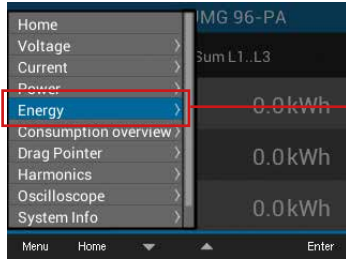 Home
UMG 96-PA
Voltage
Current
Sum L1..L3
Power
Energy
0.0kWh
Consumption overview
Drag Pointer
0.0kWh
Harmonics
Oscilloscope
0.0kWh
System Info
Menu Home Enter